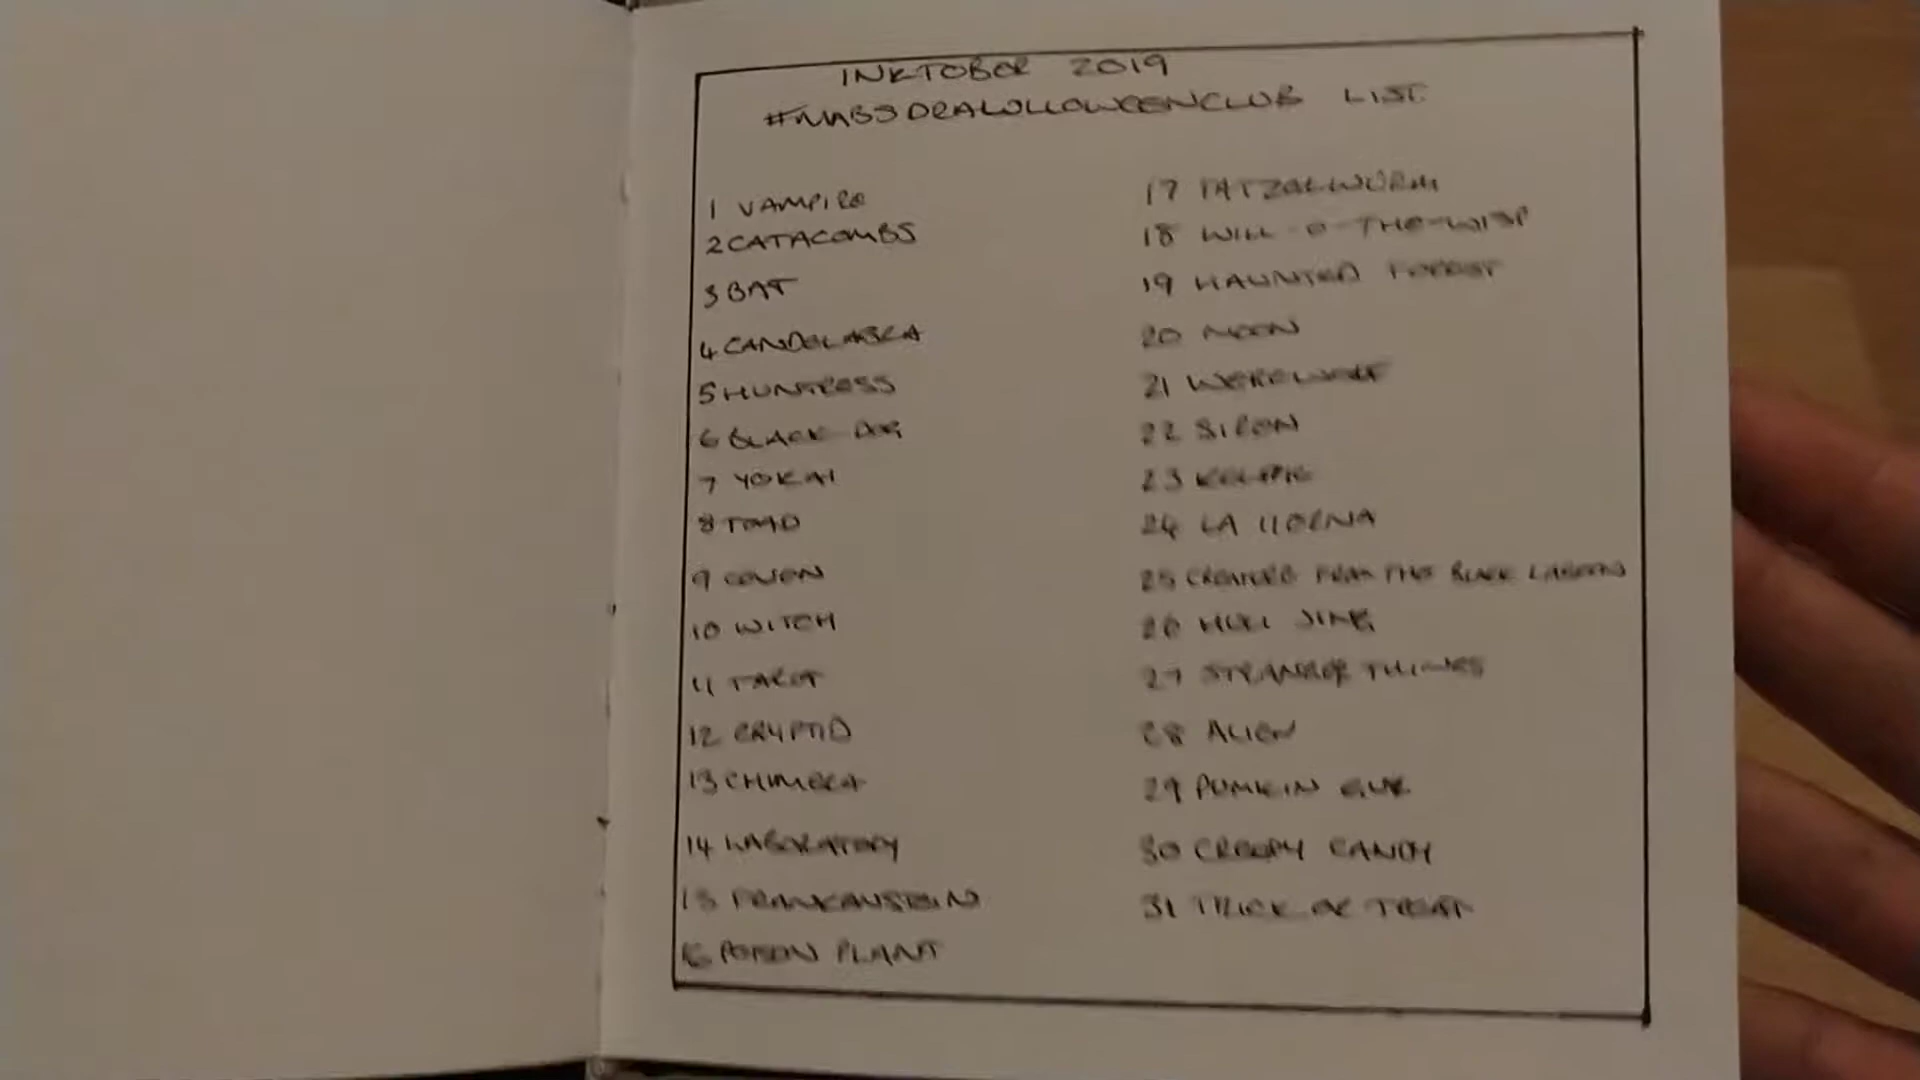 INKTOBER 2019
#MABSDRAWLLOWEENCLUB LIST
1 VAMPIRE
2 CATACOMBS
3 BAT
4 CANDELABRA
5 HUNTRESS
6 BLACK DOG
7 YOKAI
8 TOAD
9 COVEN
10 WITCH
11 TAROT
12 CRYPTID
13 CHIMERA
14 LABORATORY
15 FRANKENSTEIN
16 POISON PLANT
17 TATZELWURM
18 WILL-O-THE-WISP
19 HAUNTED FOREST
20 MOON
21 WEREWOLF
22 SIREN
23 KELPIE
24 LA LLORNA
25 CREATURE FROM THE BLACK LAGOON
26 HULI JING
27 STRANGER THINGS
28 ALIEN
29 PUMKIN
30 CREEPY CANDY
31 TRICK OR TREAT